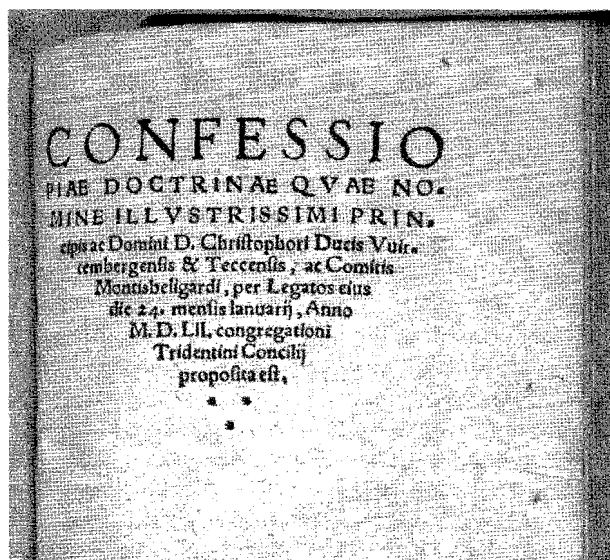 CONFESSIO
PIAE DOCTRINAE QVAE NO-
MINE ILLVSTRISSIMI PRIN-
cipis ac Domini D. Christophori Ducis Vuir-
tembergensis & Teccensis, ac Comitis
Montisbeligardi, per Legatos eius
die 24. mensis Ianuarij, Anno
M. D. LII. congregationi
Tridentini Concilij
proposita est.